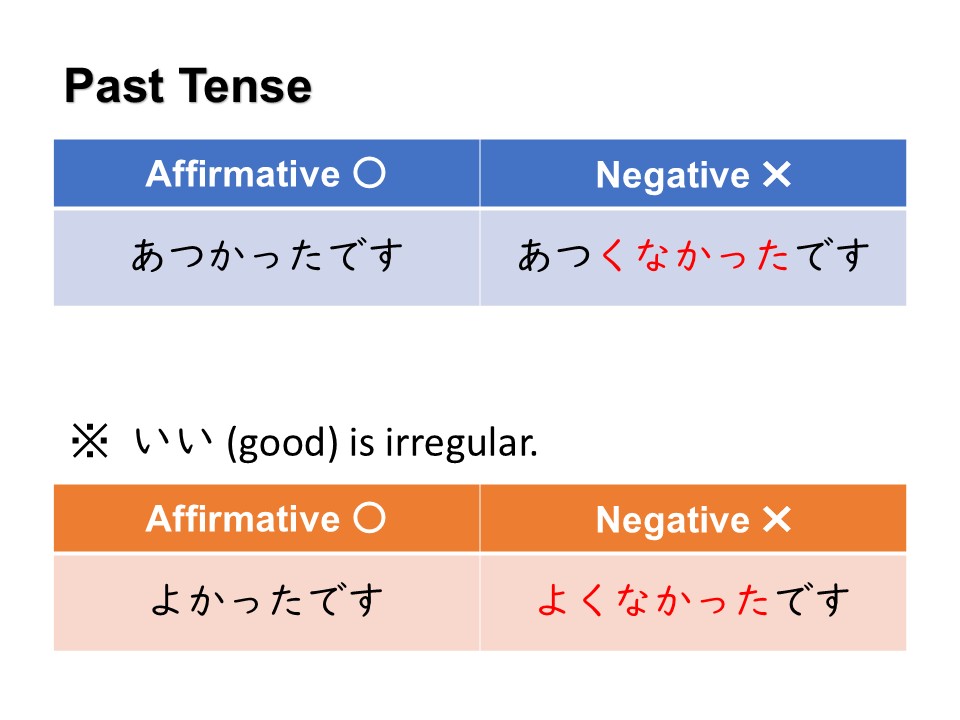 Past Tense
Affirmative 〇 Negative ✕
あつかったです あつくなかったです
※ いい (good) is irregular.
Affirmative 〇 Negative ✕
よかったです よくなかったです